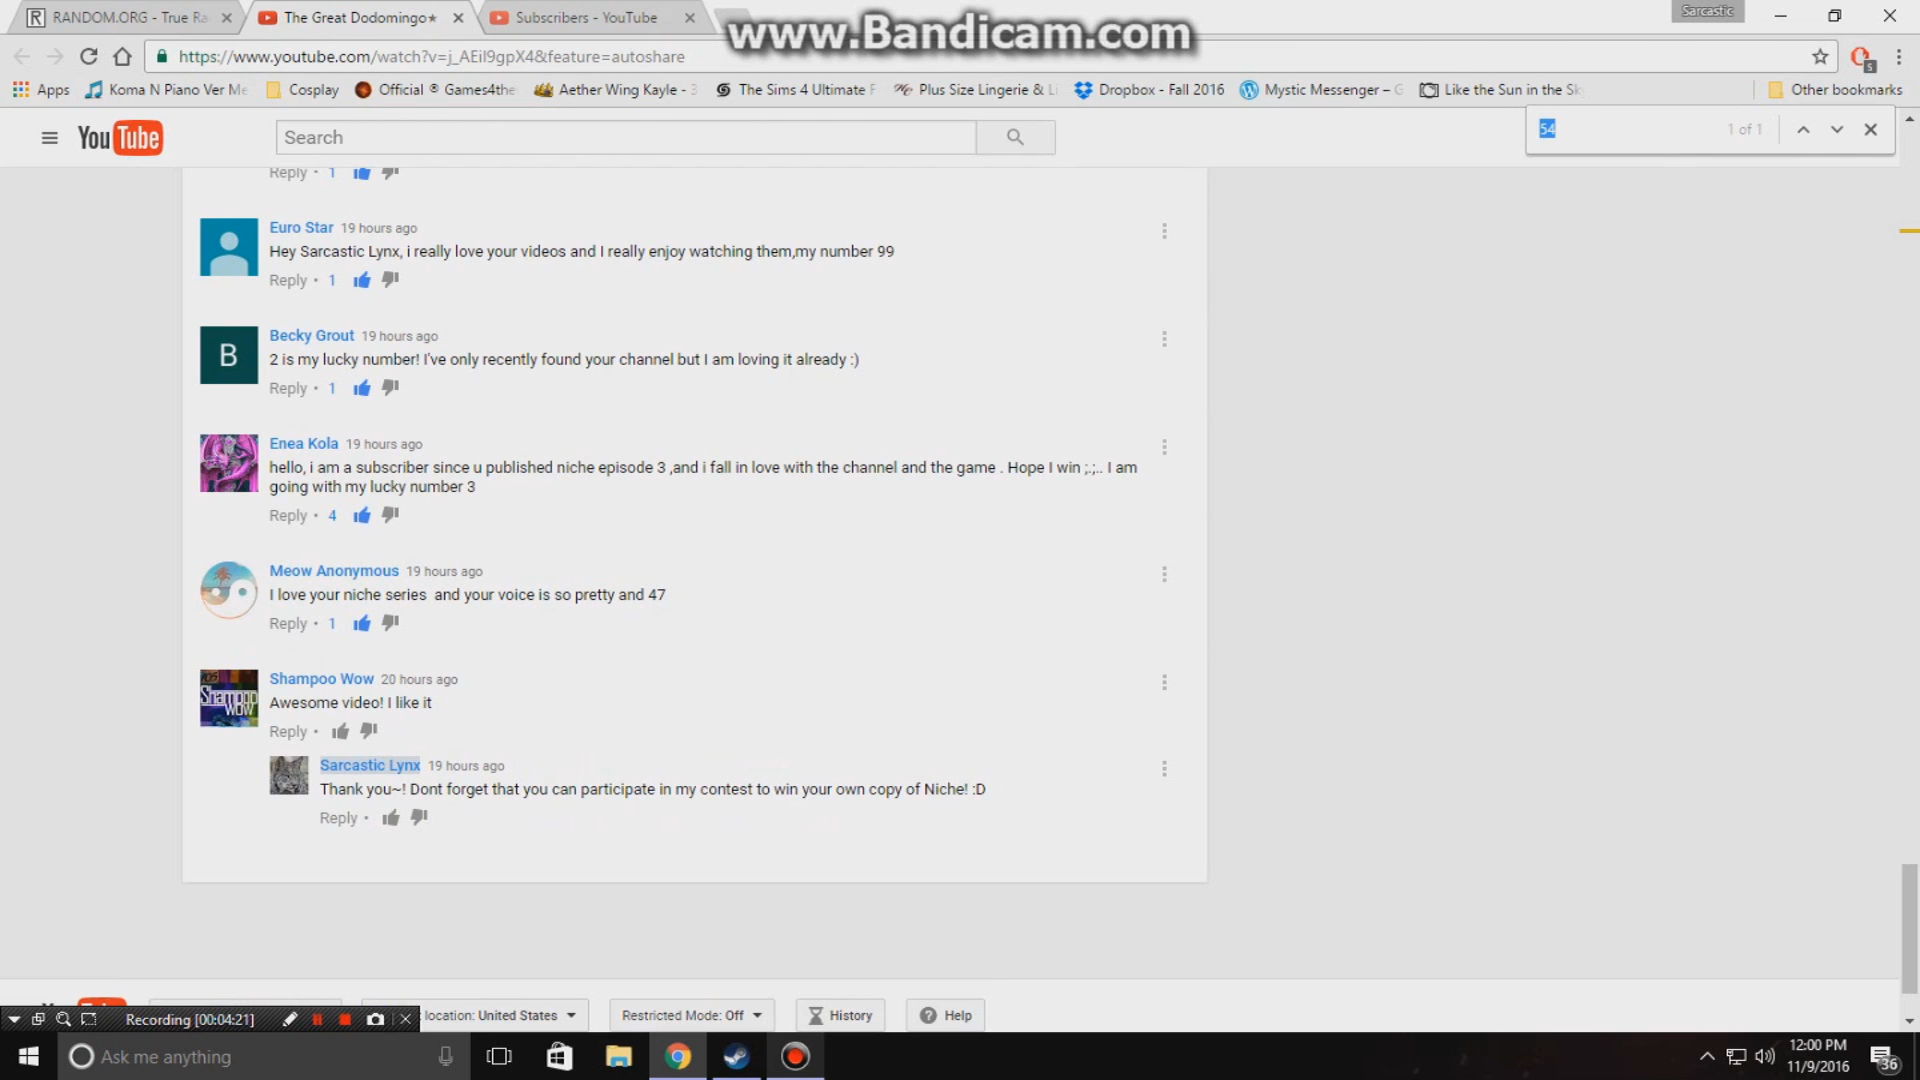 RANDOM.ORG - True Ra
The Great Dodomingo★
Subscribers - YouTube
www.Bandicam.com
Sarcastic
https://www.youtube.com/watch?v=j_AEiI9gpX4&feature=autoshare
5
Apps
Koma N Piano Ver Me
Cosplay
Official ® Games4the
Aether Wing Kayle - 3
The Sims 4 Ultimate F
Plus Size Lingerie & Li
Dropbox - Fall 2016
Mystic Messenger – G
Like the Sun in the Sk
Other bookmarks
YouTube
Search
54
1 of 1
Reply • 1
Euro Star 19 hours ago
Hey Sarcastic Lynx, i really love your videos and I really enjoy watching them,my number 99
Reply • 1
B
Becky Grout 19 hours ago
2 is my lucky number! I've only recently found your channel but I am loving it already :)
Reply • 1
Enea Kola 19 hours ago
hello, i am a subscriber since u published niche episode 3 ,and i fall in love with the channel and the game . Hope I win ;.;.. I am
going with my lucky number 3
Reply • 4
Meow Anonymous 19 hours ago
I love your niche series  and your voice is so pretty and 47
Reply • 1
Shampoo Wow
Shampoo Wow 20 hours ago
Awesome video! I like it
Reply •
Sarcastic Lynx 19 hours ago
Thank you~! Dont forget that you can participate in my contest to win your own copy of Niche! :D
Reply •
Recording [00:04:21]
location: United States
Restricted Mode: Off
History
Help
Ask me anything
12:00 PM
11/9/2016
36